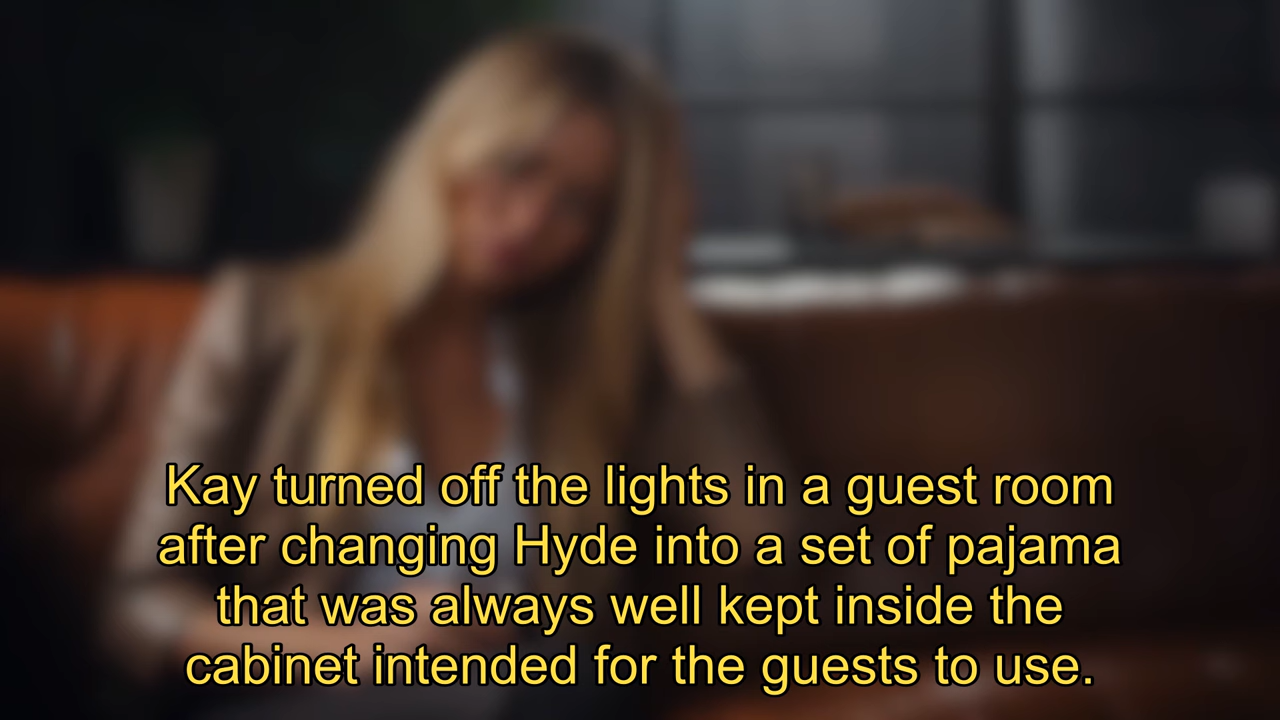 Kay turned off the lights in a guest room
after changing Hyde into a set of pajama
that was always well kept inside the
cabinet intended for the guests to use.